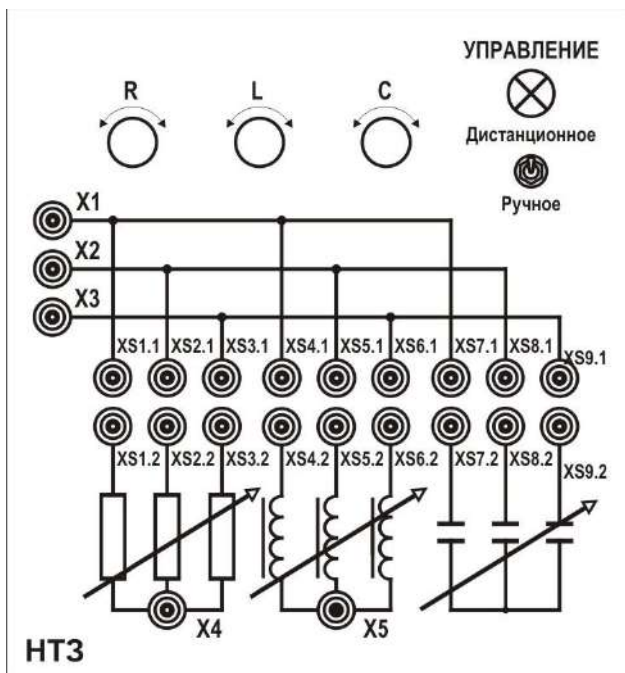 УПРАВЛЕНИЕ
R L C
Дистанционное
Ручное
X1
X2
X3
XS1.1 XS2.1 XS3.1 XS4.1 XS5.1 XS6.1 XS7.1 XS8.1 XS9.1
XS1.2 XS2.2 XS3.2 XS4.2 XS5.2 XS6.2 XS7.2 XS8.2 XS9.2
X4 X5
НТЗ